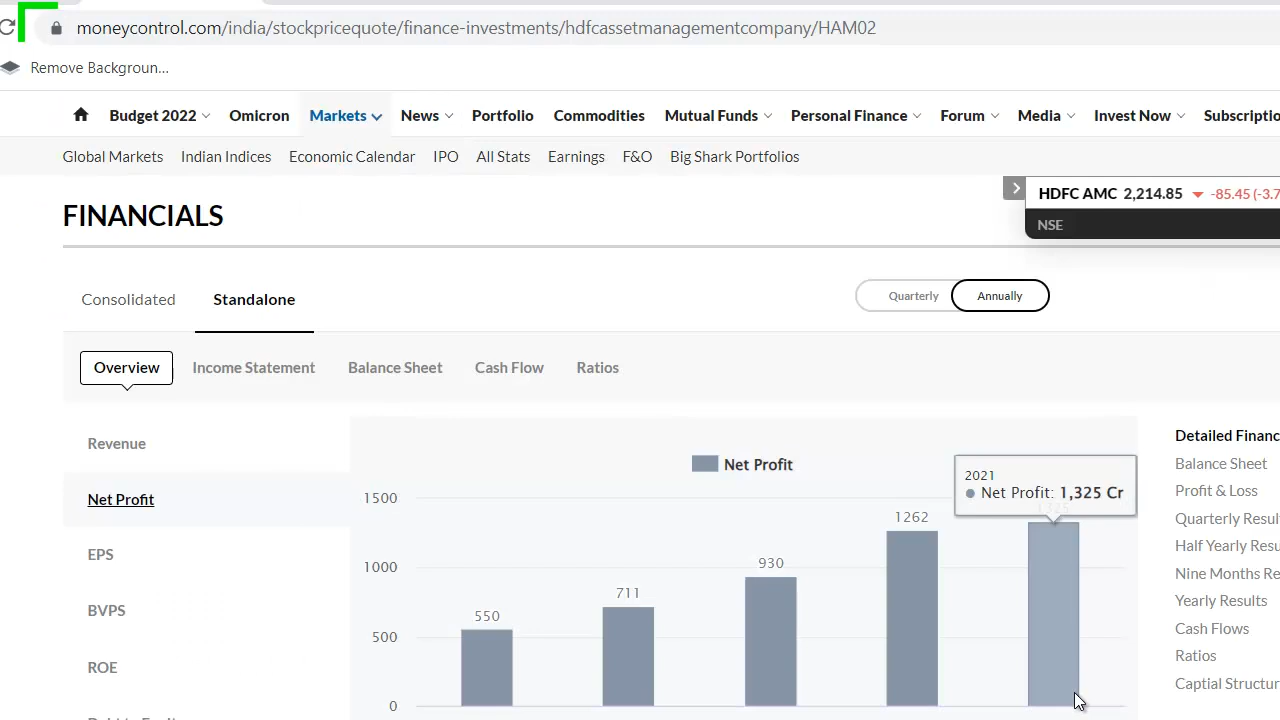 moneycontrol.com/india/stockpricequote/finance-investments/hdfcassetmanagementcompany/HAM02
Remove Backgroun...
Budget 2022 Omicron Markets News Portfolio Commodities Mutual Funds Personal Finance Forum Media Invest Now Subscriptio
Global Markets Indian Indices Economic Calendar IPO All Stats Earnings F&O Big Shark Portfolios
HDFC AMC 2,214.85 -85.45 (-3.7
NSE
FINANCIALS
Consolidated Standalone
Quarterly Annually
Overview Income Statement Balance Sheet Cash Flow Ratios
Revenue
Net Profit
EPS
BVPS
ROE
Net Profit
2021
Net Profit: 1,325 Cr
1500
1000
500
0
550
711
930
1262
Detailed Financ
Balance Sheet
Profit & Loss
Quarterly Resul
Half Yearly Resu
Nine Months Re
Yearly Results
Cash Flows
Ratios
Captial Structur